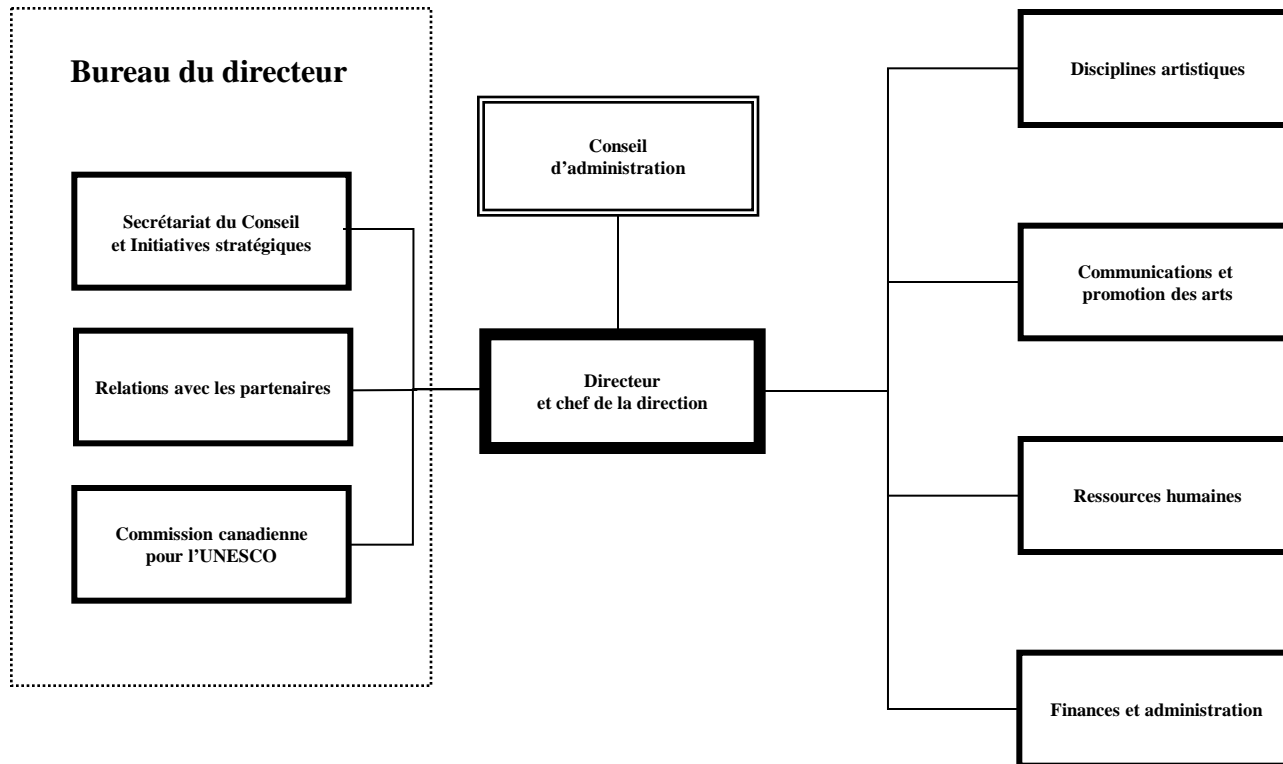 Bureau du directeur
Secrétariat du Conseil
et Initiatives stratégiques
Relations avec les partenaires
Commission canadienne
pour l’UNESCO
Conseil
d’administration
Directeur
et chef de la direction
Disciplines artistiques
Communications et
promotion des arts
Ressources humaines
Finances et administration